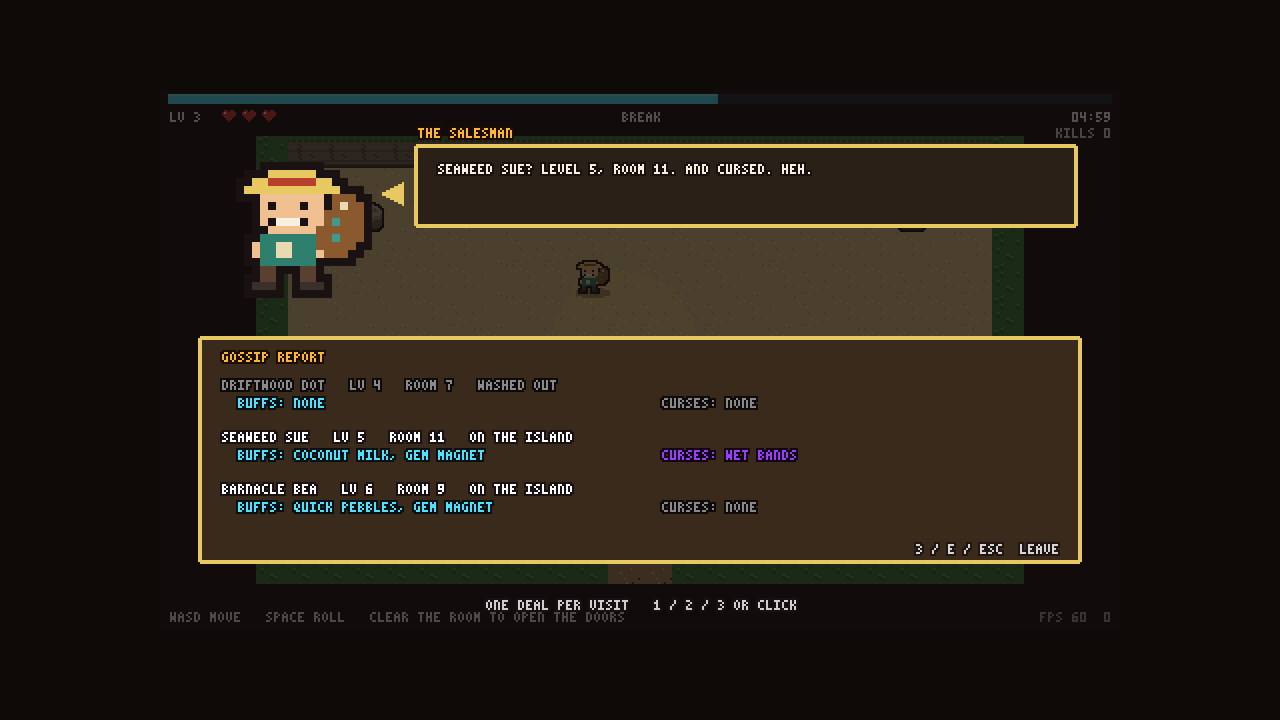 LV 3
BREAK
04:59
THE SALESMAN
KILLS 0
SEAWEED SUE? LEVEL 5, ROOM 11. AND CURSED. HEH.
GOSSIP REPORT
DRIFTWOOD DOT LV 4 ROOM 7 WASHED OUT
BUFFS: NONE CURSES: NONE
SEAWEED SUE LV 5 ROOM 11 ON THE ISLAND
BUFFS: COCONUT MILK, GEM MAGNET CURSES: WET BANDS
BARNACLE BEA LV 6 ROOM 9 ON THE ISLAND
BUFFS: QUICK PEBBLES, GEM MAGNET CURSES: NONE
3 / E / ESC LEAVE
ONE DEAL PER VISIT 1 / 2 / 3 OR CLICK
WASD MOVE SPACE ROLL CLEAR THE ROOM TO OPEN THE DOORS FPS 60 0